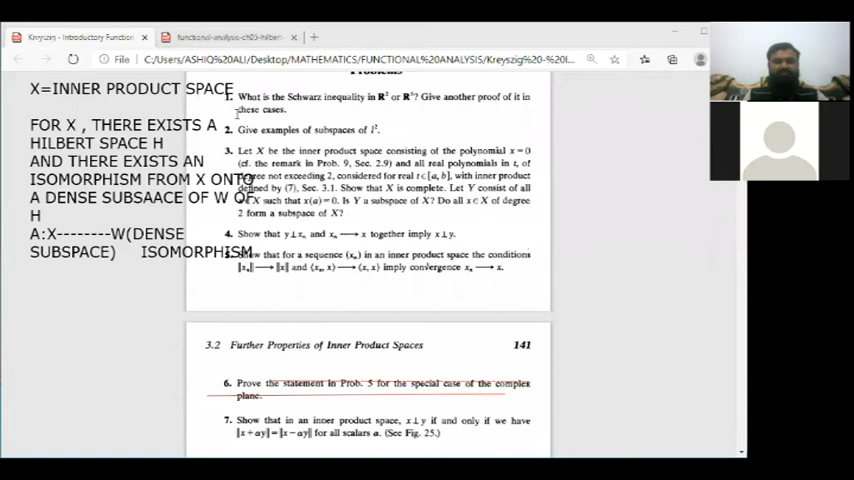 Kreyszig - Introductory Function
functional-analysis-ch03-hilbert
File
C:/Users/ASHIQ%20ALI/Desktop/MATHEMATICS/FUNCTIONAL%20ANALYSIS/Kreyszig%20-%20I...
X=INNER PRODUCT SPACE
FOR X , THERE EXISTS A
HILBERT SPACE H
AND THERE EXISTS AN
ISOMORPHISM FROM X ONTO
A DENSE SUBSAACE OF W OF
H
A:X--------W(DENSE
SUBSPACE) ISOMORPHISM
Problems
1. What is the Schwarz inequality in R² or R³? Give another proof of it in
these cases.
2. Give examples of subspaces of l².
3. Let X be the inner product space consisting of the polynomial x = 0
(cf. the remark in Prob. 9, Sec. 2.9) and all real polynomials in t, of
degree not exceeding 2, considered for real t∈[a, b], with inner product
defined by (7), Sec. 3.1. Show that X is complete. Let Y consist of all
x∈X such that x(a) = 0. Is Y a subspace of X? Do all x∈X of degree
2 form a subspace of X?
4. Show that y⊥xₙ and xₙ ⟶ x together imply x⊥y.
5. Show that for a sequence (xₙ) in an inner product space the conditions
‖xₙ‖ ⟶ ‖x‖ and ⟨xₙ, x⟩ ⟶ ⟨x, x⟩ imply convergence xₙ ⟶ x.
3.2 Further Properties of Inner Product Spaces 141
6. Prove the statement in Prob. 5 for the special case of the complex
plane.
7. Show that in an inner product space, x⊥y if and only if we have
‖x + αy‖ = ‖x − αy‖ for all scalars α. (See Fig. 25.)